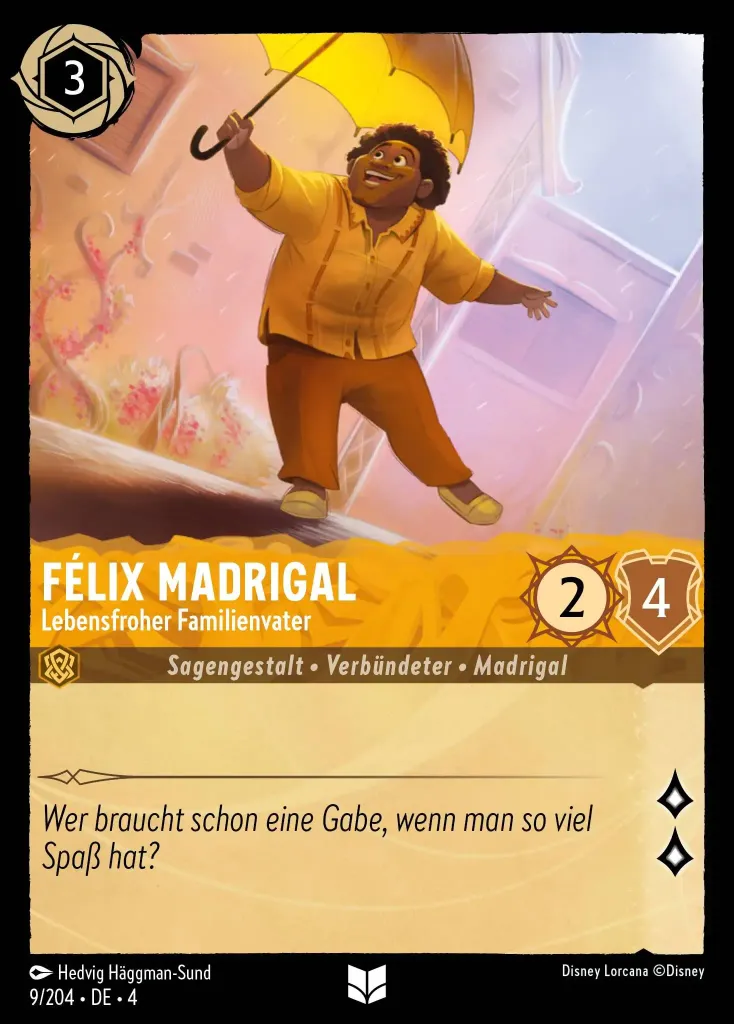 3
FÉLIX MADRIGAL
Lebensfroher Familienvater
2
4
Sagengestalt • Verbündeter • Madrigal
Wer braucht schon eine Gabe, wenn man so viel
Spaß hat?
Hedvig Häggman-Sund
Disney Lorcana ©Disney
9/204 • DE • 4